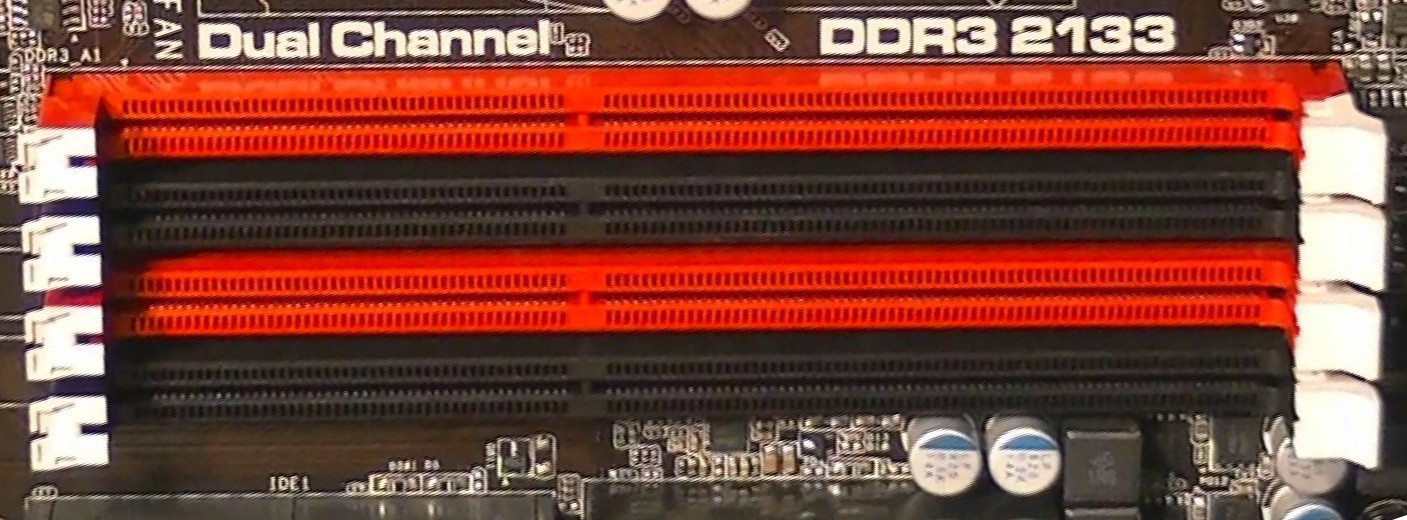 FAN
Dual Channel DDR3 2133
DDR3_A1
IDE1